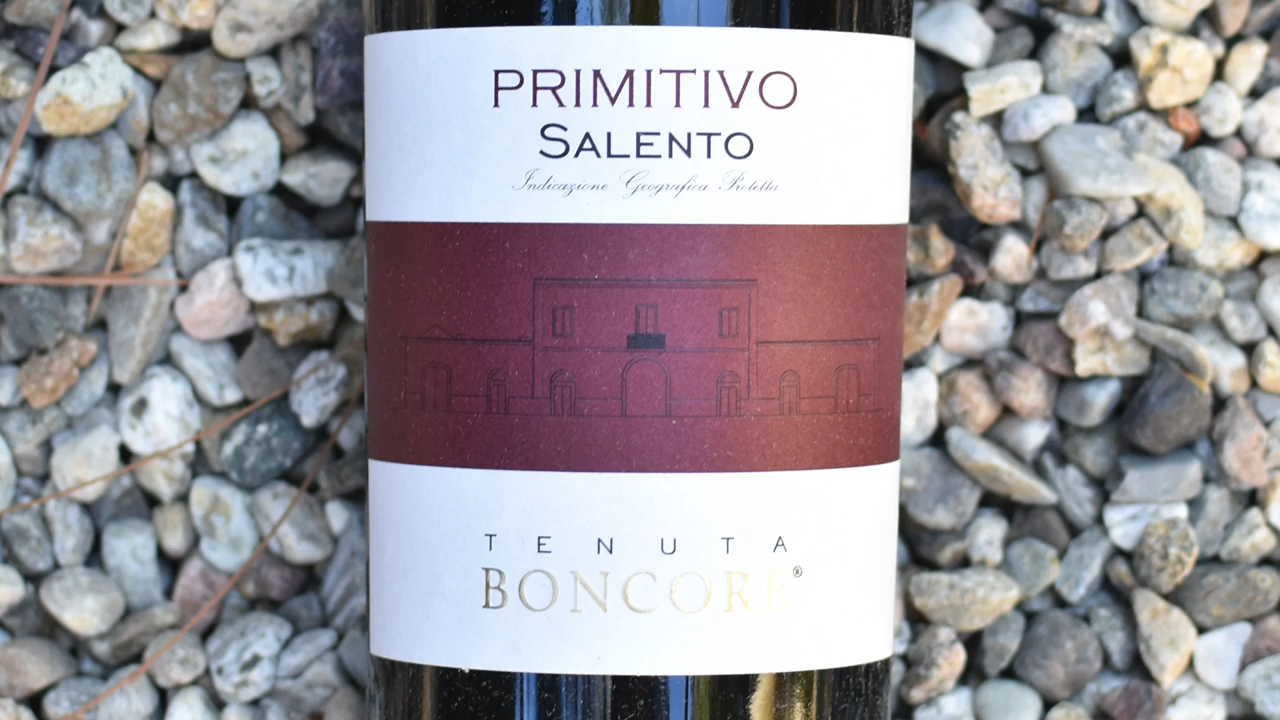 PRIMITIVO
SALENTO
Indicazione Geografica Protetta
TENUTA
BONCORE®